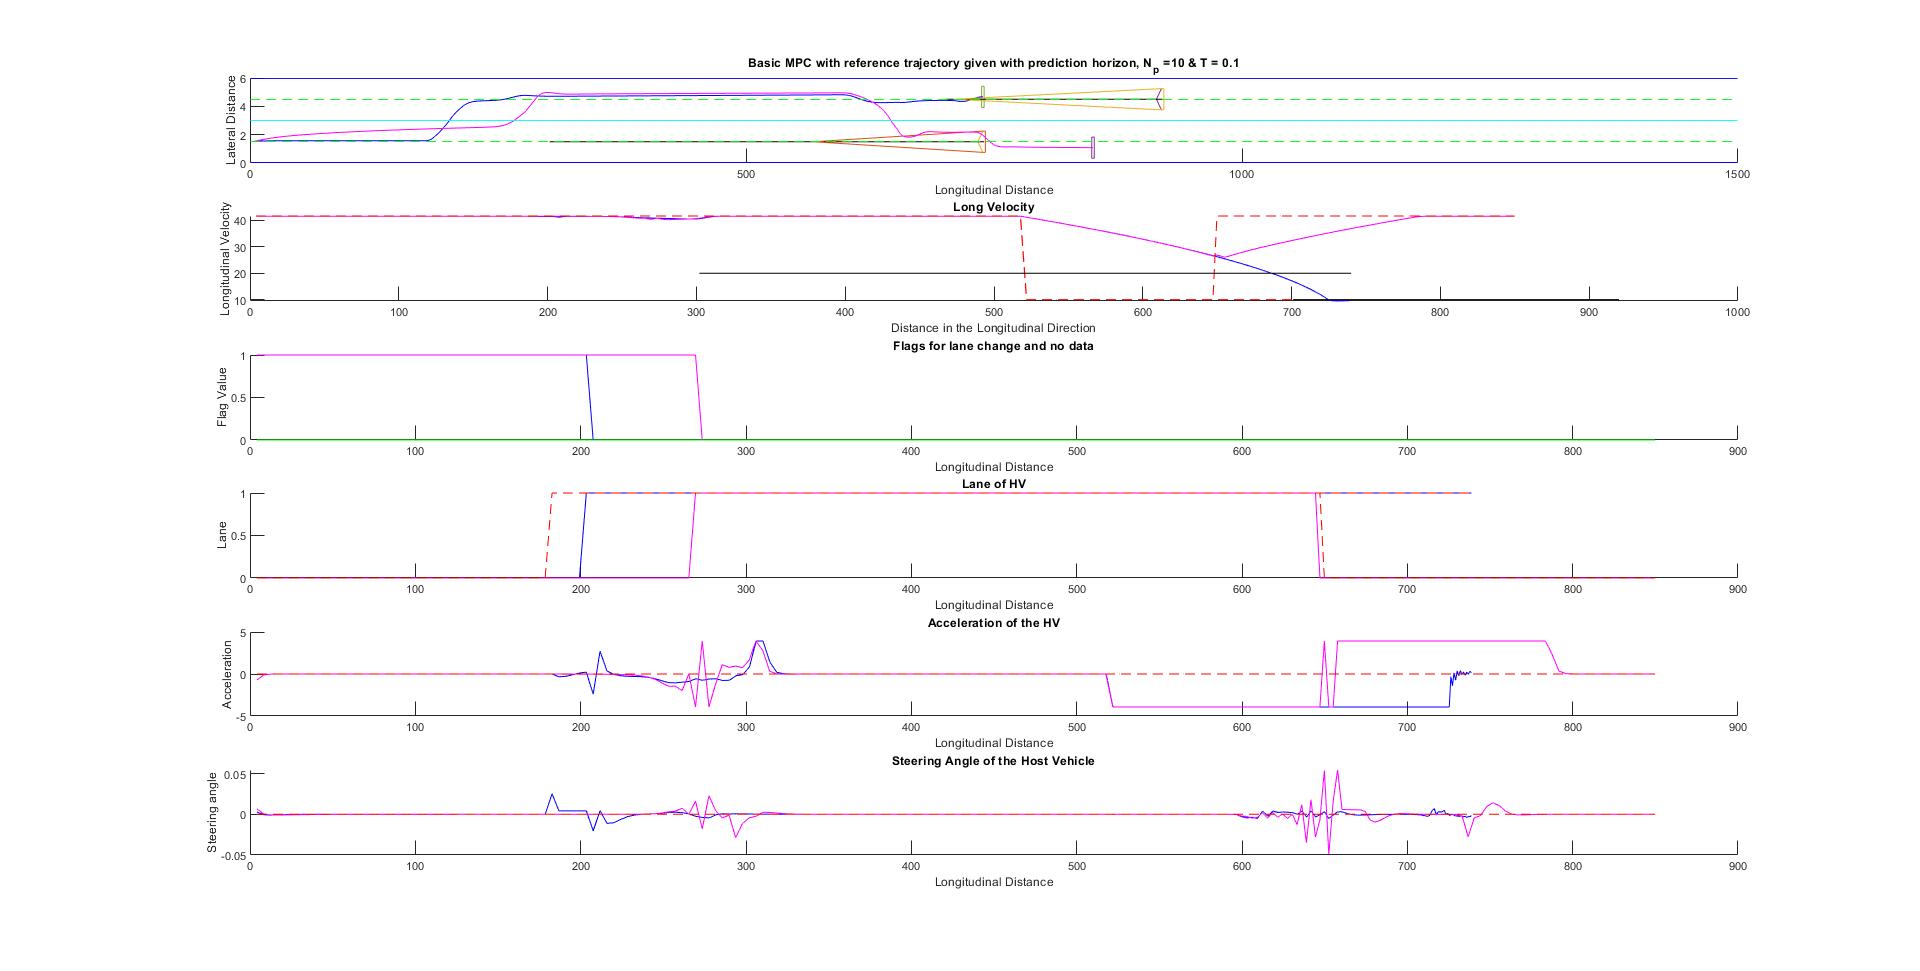 Basic MPC with reference trajectory given with prediction horizon, Np =10 & T = 0.1
Lateral Distance
6
4
2
0
0 500 1000 1500
Longitudinal Distance
Long Velocity
Longitudinal Velocity
40
30
20
10
0 100 200 300 400 500 600 700 800 900 1000
Distance in the Longitudinal Direction
Flags for lane change and no data
Flag Value
1
0.5
0
0 100 200 300 400 500 600 700 800 900
Longitudinal Distance
Lane of HV
Lane
1
0.5
0
0 100 200 300 400 500 600 700 800 900
Longitudinal Distance
Acceleration of the HV
Acceleration
5
0
-5
0 100 200 300 400 500 600 700 800 900
Longitudinal Distance
Steering Angle of the Host Vehicle
Steering angle
0.05
0
-0.05
0 100 200 300 400 500 600 700 800 900
Longitudinal Distance